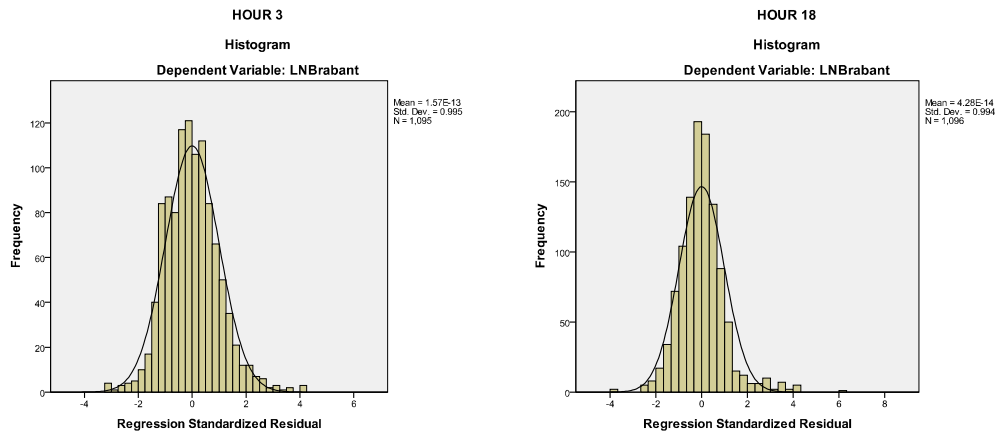 HOUR 3
Histogram
Dependent Variable: LNBrabant
Mean = 1.57E-13
Std. Dev. = 0.995
N = 1,095
Frequency
120
100
80
60
40
20
0
-4
-2
0
2
4
6
Regression Standardized Residual
HOUR 18
Histogram
Dependent Variable: LNBrabant
Mean = 4.28E-14
Std. Dev. = 0.994
N = 1,096
Frequency
200
150
100
50
0
-4
-2
0
2
4
6
8
Regression Standardized Residual